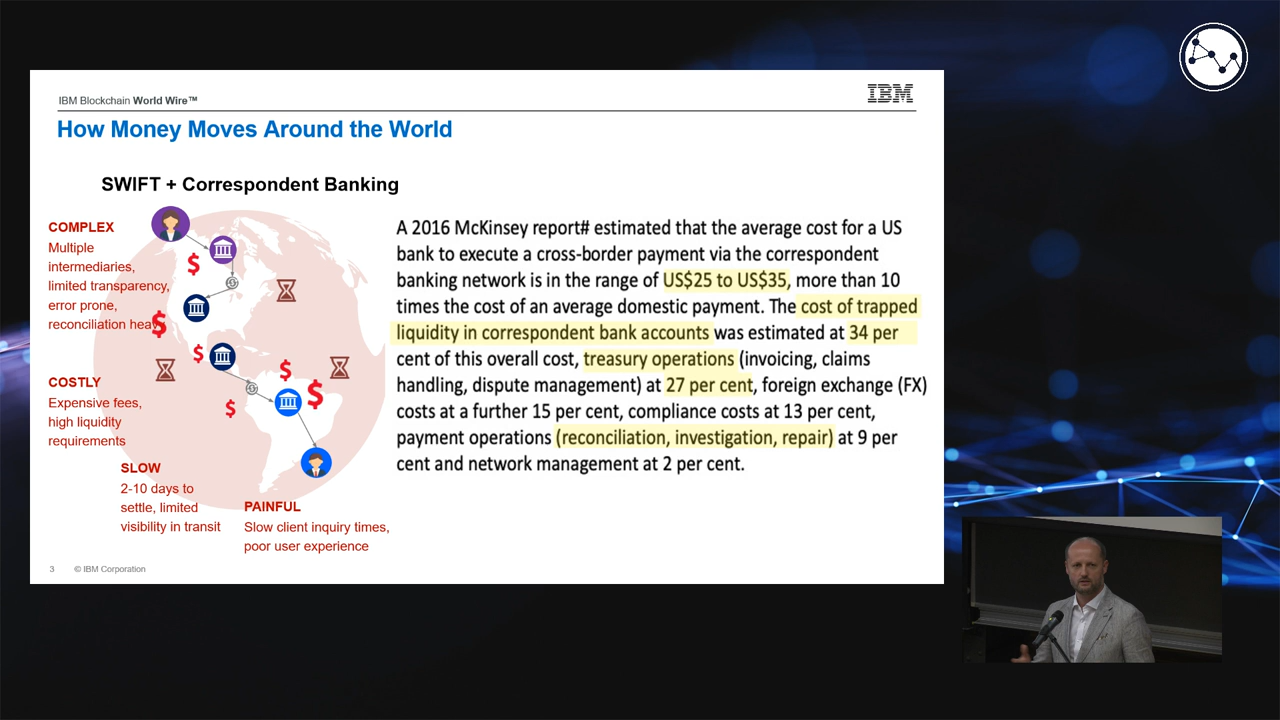 IBM Blockchain World Wire™
IBM
How Money Moves Around the World
SWIFT + Correspondent Banking
COMPLEX
Multiple
intermediaries,
limited transparency,
error prone,
reconciliation heavy
COSTLY
Expensive fees,
high liquidity
requirements
SLOW
2-10 days to
settle, limited
visibility in transit
PAINFUL
Slow client inquiry times,
poor user experience
$
$
$
$
$
$
A 2016 McKinsey report# estimated that the average cost for a US
bank to execute a cross-border payment via the correspondent
banking network is in the range of US$25 to US$35, more than 10
times the cost of an average domestic payment. The cost of trapped
liquidity in correspondent bank accounts was estimated at 34 per
cent of this overall cost, treasury operations (invoicing, claims
handling, dispute management) at 27 per cent, foreign exchange (FX)
costs at a further 15 per cent, compliance costs at 13 per cent,
payment operations (reconciliation, investigation, repair) at 9 per
cent and network management at 2 per cent.
3 © IBM Corporation